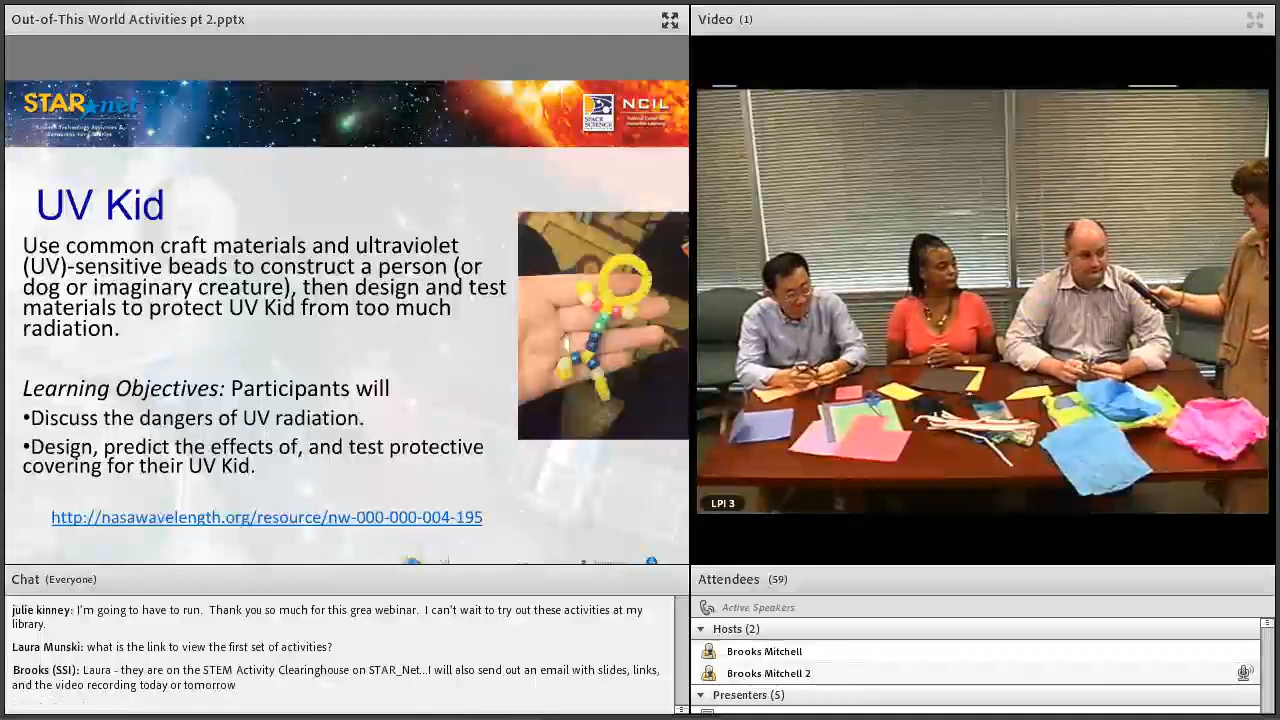 Out-of-This World Activities pt 2.pptx
STAR net
SPACE SCIENCE
NCIL
UV Kid
Use common craft materials and ultraviolet
(UV)-sensitive beads to construct a person (or
dog or imaginary creature), then design and test
materials to protect UV Kid from too much
radiation.
Learning Objectives: Participants will
•Discuss the dangers of UV radiation.
•Design, predict the effects of, and test protective
covering for their UV Kid.
http://nasawavelength.org/resource/nw-000-000-004-195
Chat (Everyone)
julie kinney: I'm going to have to run. Thank you so much for this grea webinar. I can't wait to try out these activities at my
library.
Laura Munski: what is the link to view the first set of activities?
Brooks (SSI): Laura - they are on the STEM Activity Clearinghouse on STAR_Net..I will also send out an email with slides, links,
and the video recording today or tomorrow
Video (1)
LPI 3
Attendees (59)
Active Speakers
Hosts (2)
Brooks Mitchell
Brooks Mitchell 2
Presenters (5)